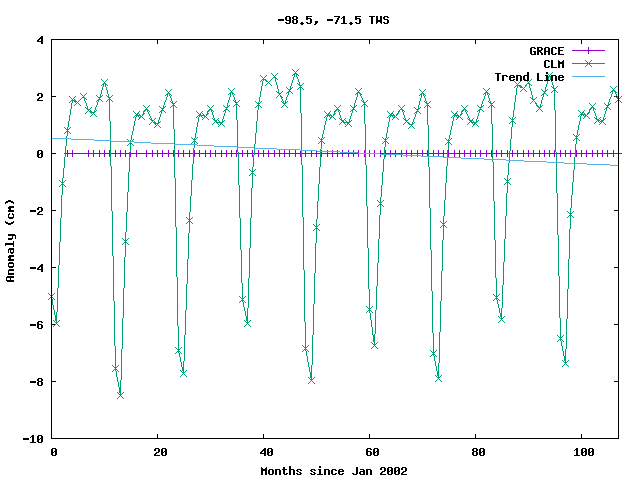 -98.5, -71.5 TWS
GRACE
CLM
Trend Line
4
2
0
-2
-4
-6
-8
-10
Anomaly (cm)
0 20 40 60 80 100
Months since Jan 2002